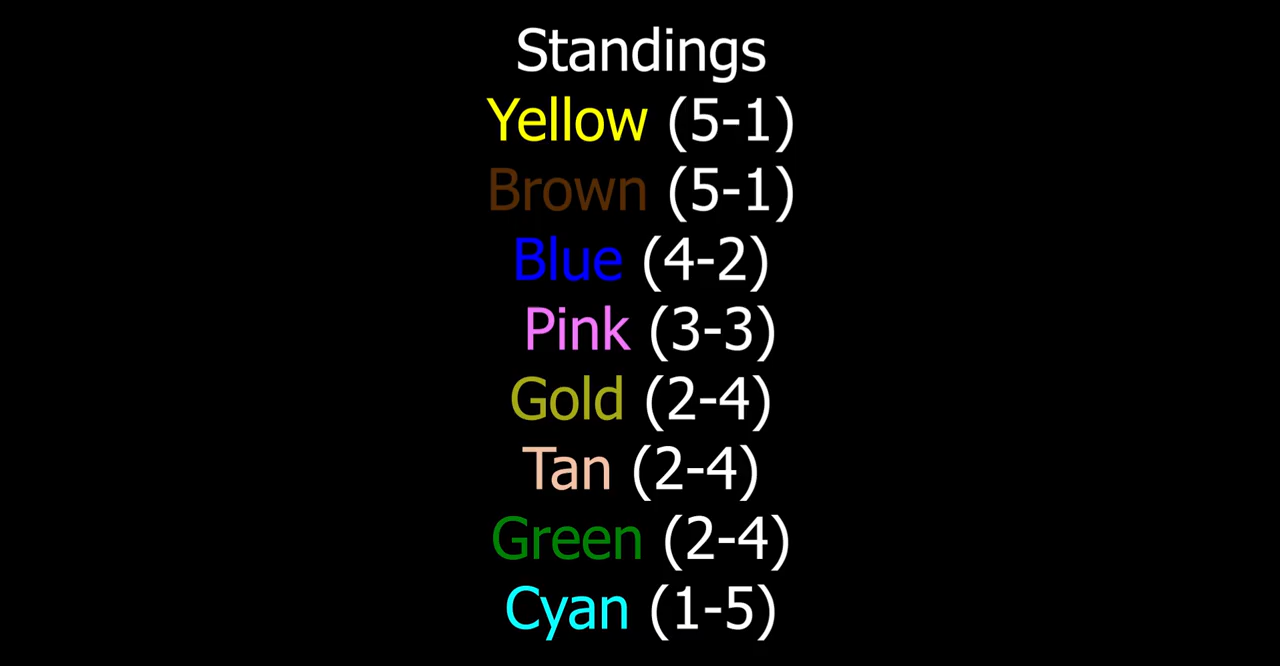 Standings
Yellow (5-1)
Brown (5-1)
Blue (4-2)
Pink (3-3)
Gold (2-4)
Tan (2-4)
Green (2-4)
Cyan (1-5)